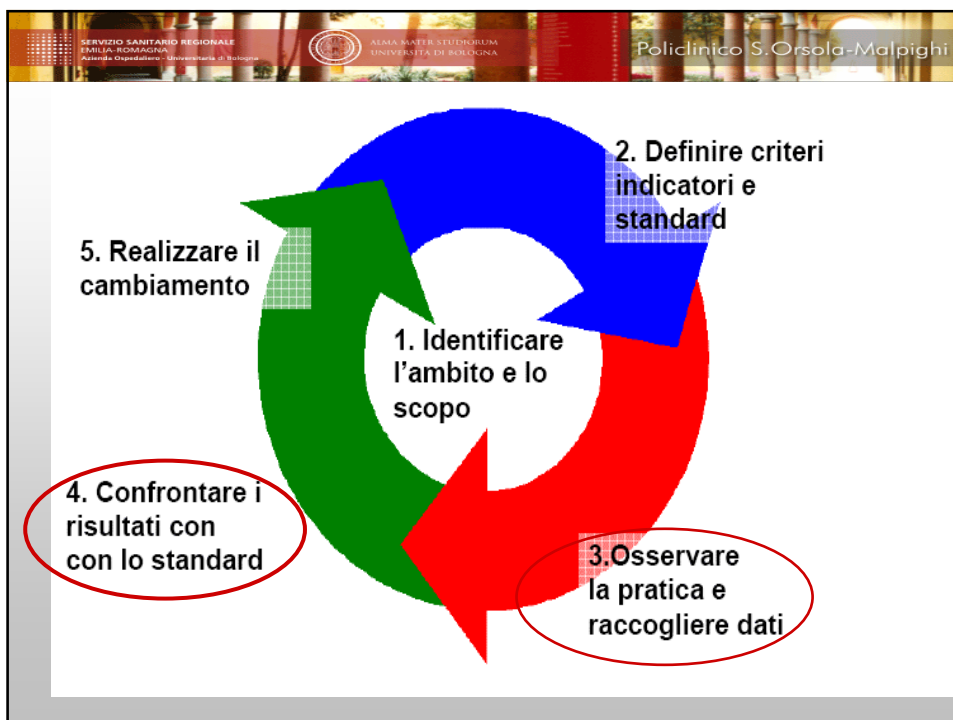 SERVIZIO SANITARIO REGIONALE
EMILIA-ROMAGNA
Azienda Ospedaliero - Universitaria di Bologna
ALMA MATER STUDIORUM
UNIVERSITÀ DI BOLOGNA
Policlinico S.Orsola-Malpighi
1. Identificare
l'ambito e lo
scopo
2. Definire criteri
indicatori e
standard
3.Osservare
la pratica e
raccogliere dati
4. Confrontare i
risultati con
con lo standard
5. Realizzare il
cambiamento